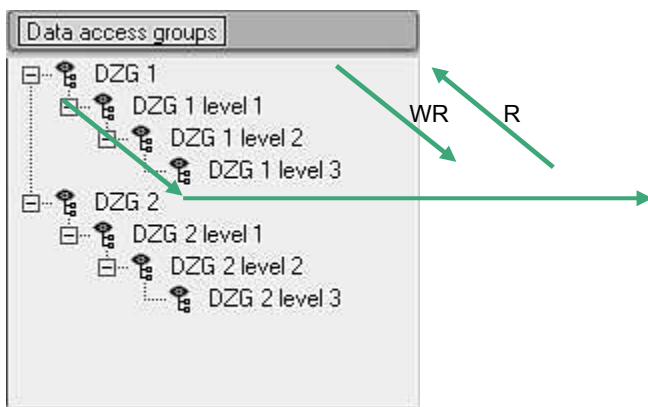 Data access groups
DZG 1
DZG 1 level 1
DZG 1 level 2
DZG 1 level 3
DZG 2
DZG 2 level 1
DZG 2 level 2
DZG 2 level 3
WR
R